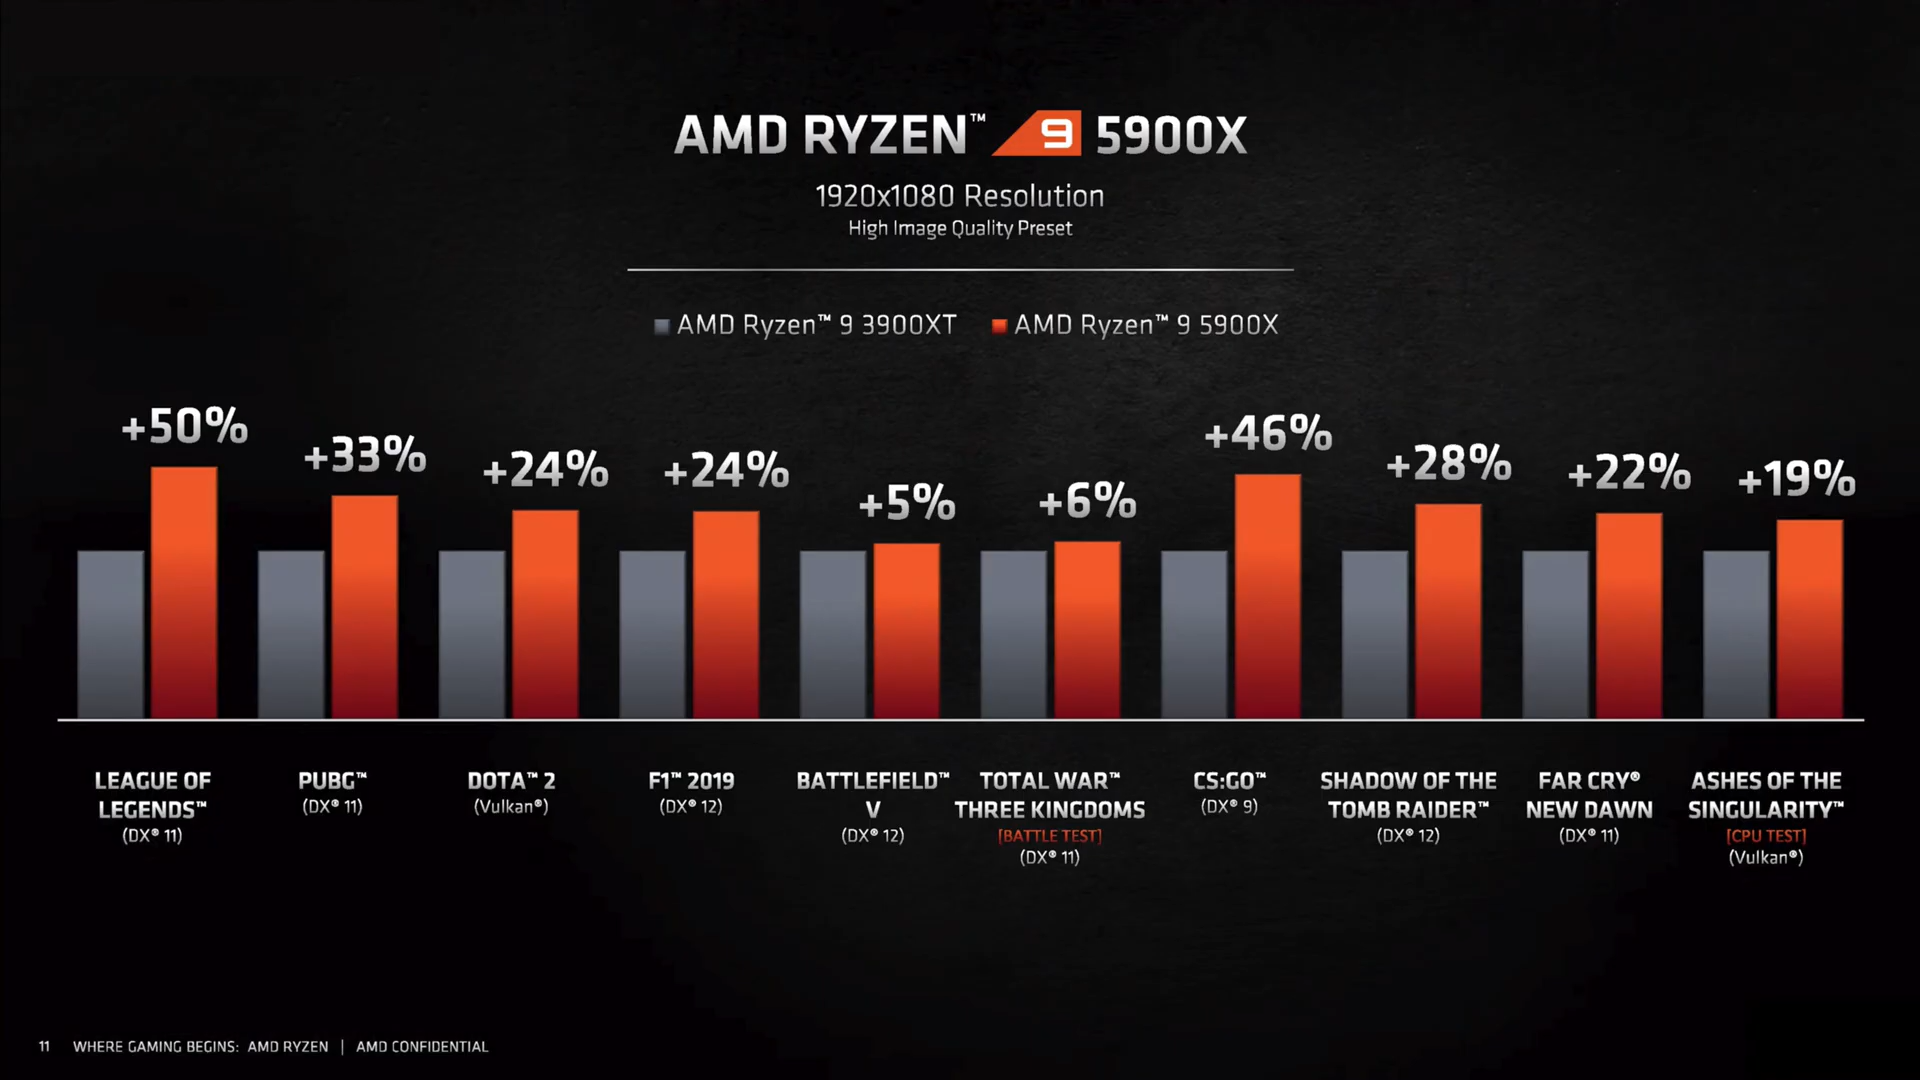 AMD RYZEN™ 9 5900X
1920x1080 Resolution
High Image Quality Preset
AMD Ryzen™ 9 3900XT AMD Ryzen™ 9 5900X
+50% +33% +24% +24% +5% +6% +46% +28% +22% +19%
LEAGUE OF
LEGENDS™
(DX® 11)
PUBG™
(DX® 11)
DOTA™ 2
(Vulkan®)
F1™ 2019
(DX® 12)
BATTLEFIELD™
V
(DX® 12)
TOTAL WAR™
THREE KINGDOMS
[BATTLE TEST]
(DX® 11)
CS:GO™
(DX® 9)
SHADOW OF THE
TOMB RAIDER™
(DX® 12)
FAR CRY®
NEW DAWN
(DX® 11)
ASHES OF THE
SINGULARITY™
[CPU TEST]
(Vulkan®)
11 WHERE GAMING BEGINS: AMD RYZEN | AMD CONFIDENTIAL